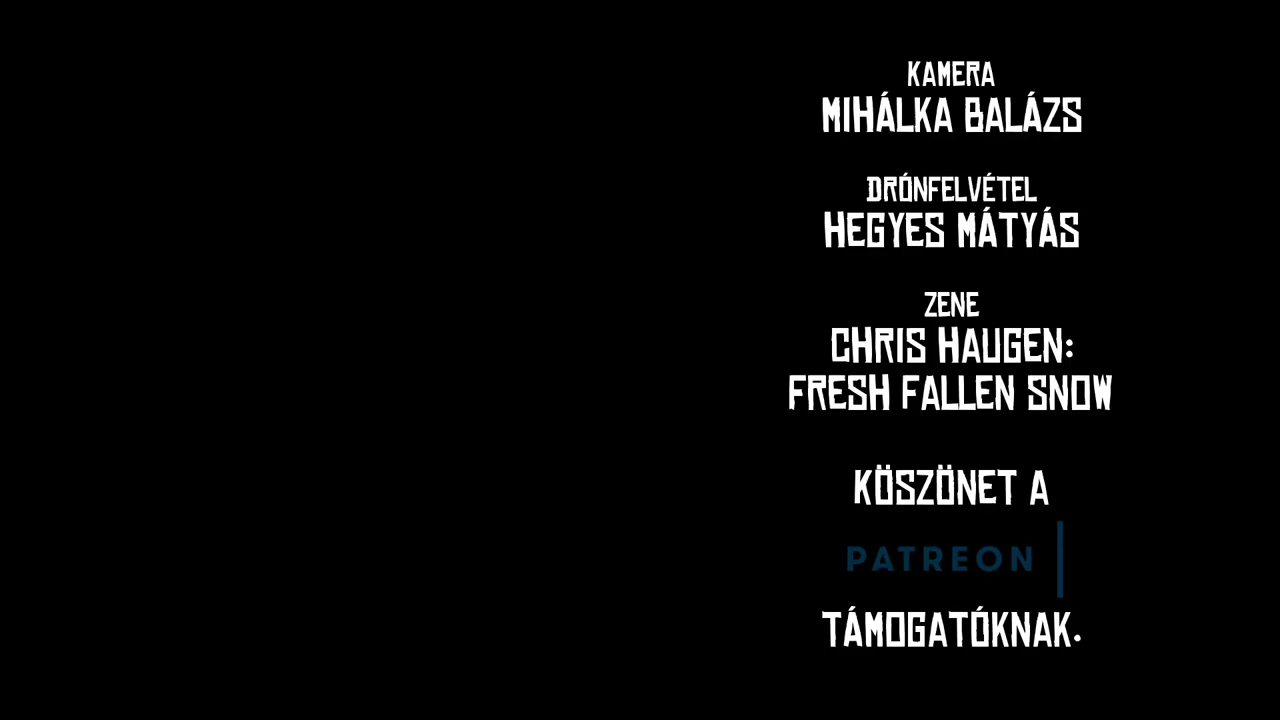 KAMERA
MIHÁLKA BALÁZS
DRÓNFELVÉTEL
HEGYES MÁTYÁS
ZENE
CHRIS HAUGEN:
FRESH FALLEN SNOW
KÖSZÖNET A
PATREON
TÁMOGATÓKNAK.